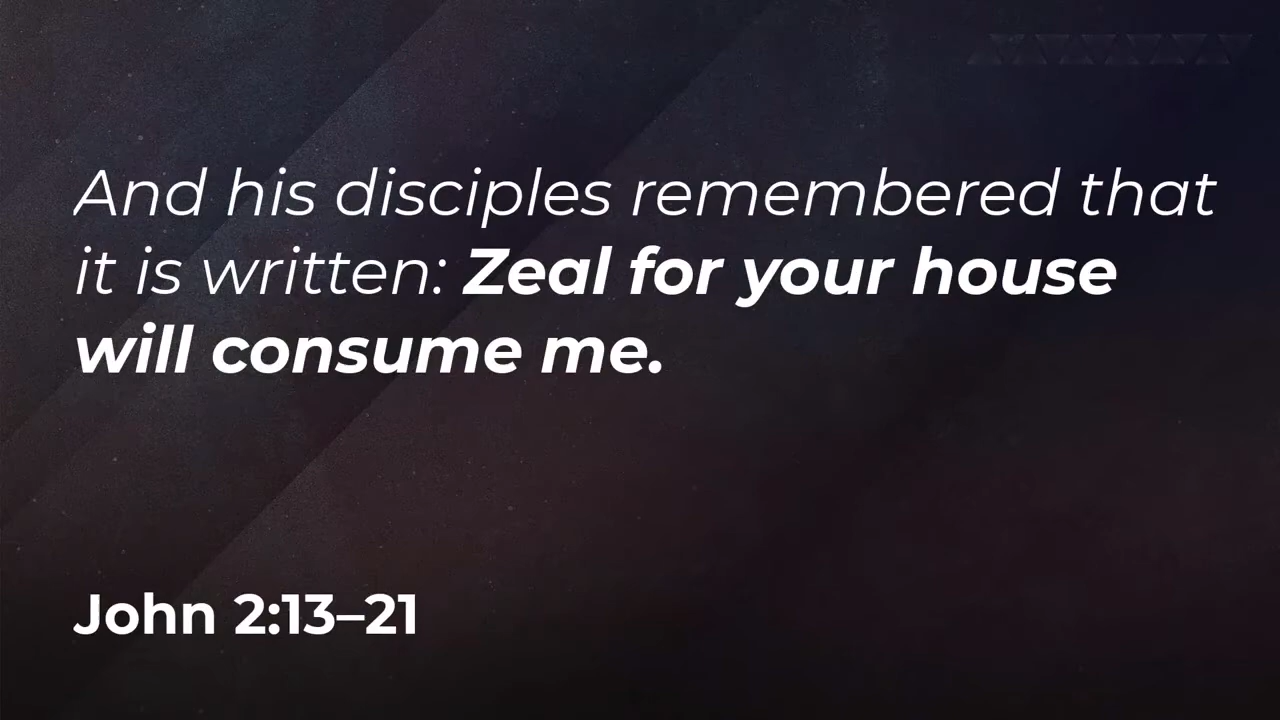 And his disciples remembered that
it is written: Zeal for your house
will consume me.
John 2:13–21